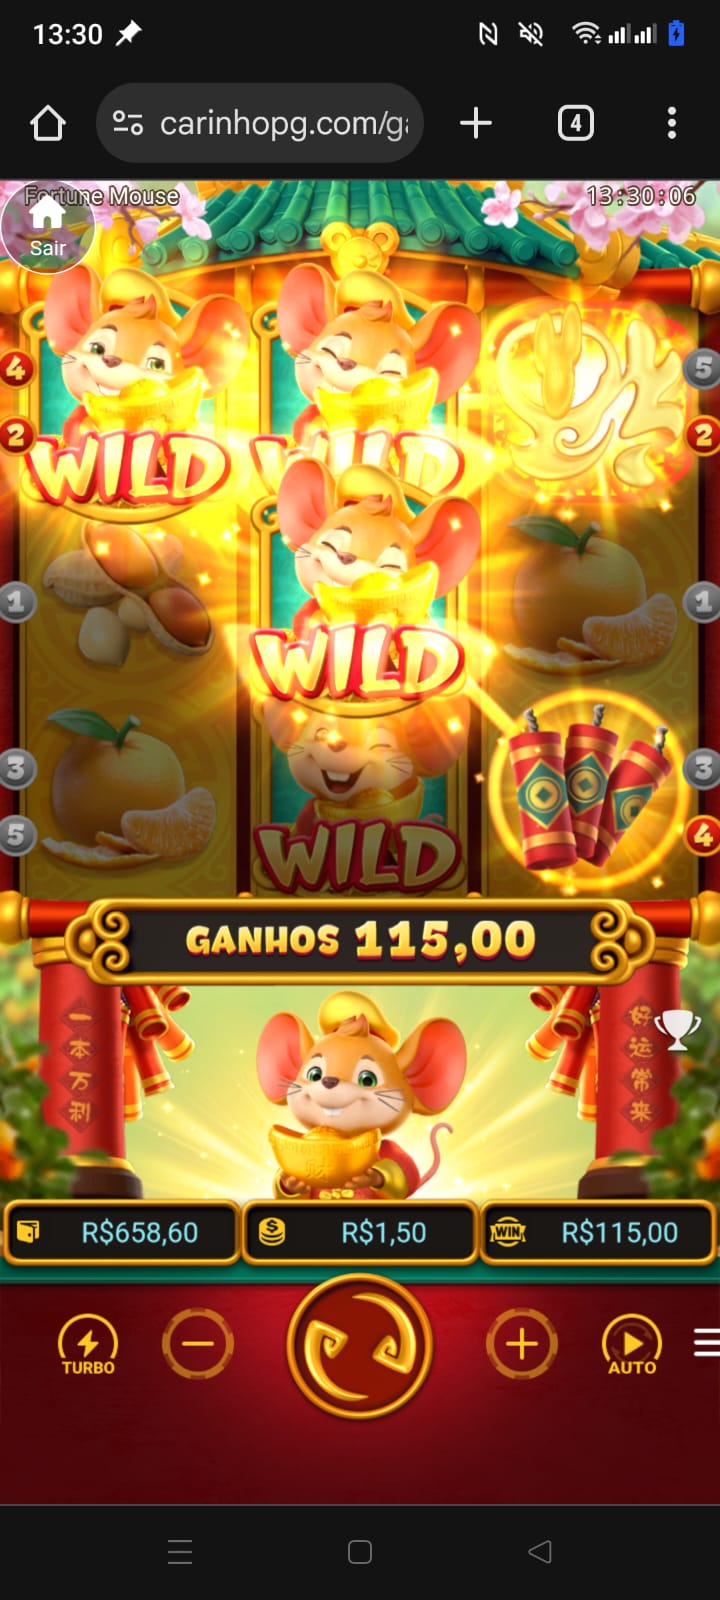 13:30
4
carinhopg.com/ga
Fortune Mouse
13:30:06
Sair
4
5
2
2
WILD
WILD
1
1
WILD
3
3
5
4
WILD
GANHOS 115,00
一本万利
好运常来
R$658,60
R$1,50
WIN
R$115,00
TURBO
AUTO